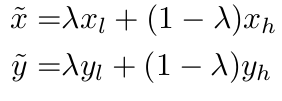 x̃ = λx_l + (1 − λ)x_h
ỹ = λy_l + (1 − λ)y_h